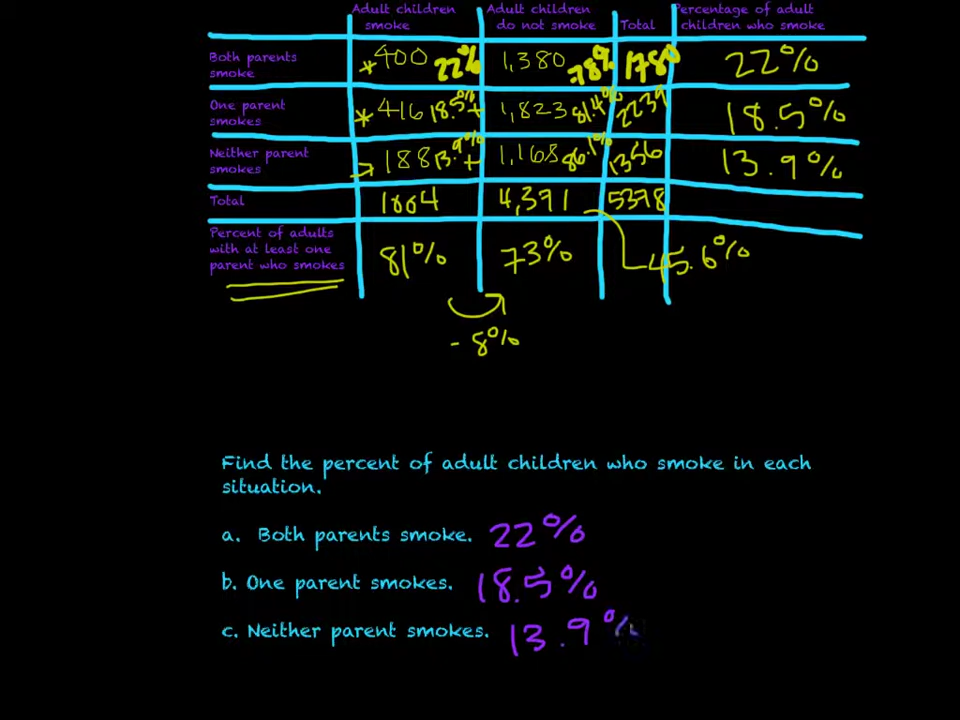 Adult children smoke Adult children do not smoke Total Percentage of adult children who smoke
Both parents smoke *400 22% 1,380 78% 1780 22%
One parent smokes *416 18.5% + 1,823 81.4% 2239 18.5%
Neither parent smokes → 188 13.9% + 1,168 86.1% 1356 13.9%
Total 1004 4,391 5378
Percent of adults with at least one parent who smokes 81% 73% 45.6%
- 8%
Find the percent of adult children who smoke in each
situation.
a. Both parents smoke. 22%
b. One parent smokes. 18.5%
c. Neither parent smokes. 13.9%